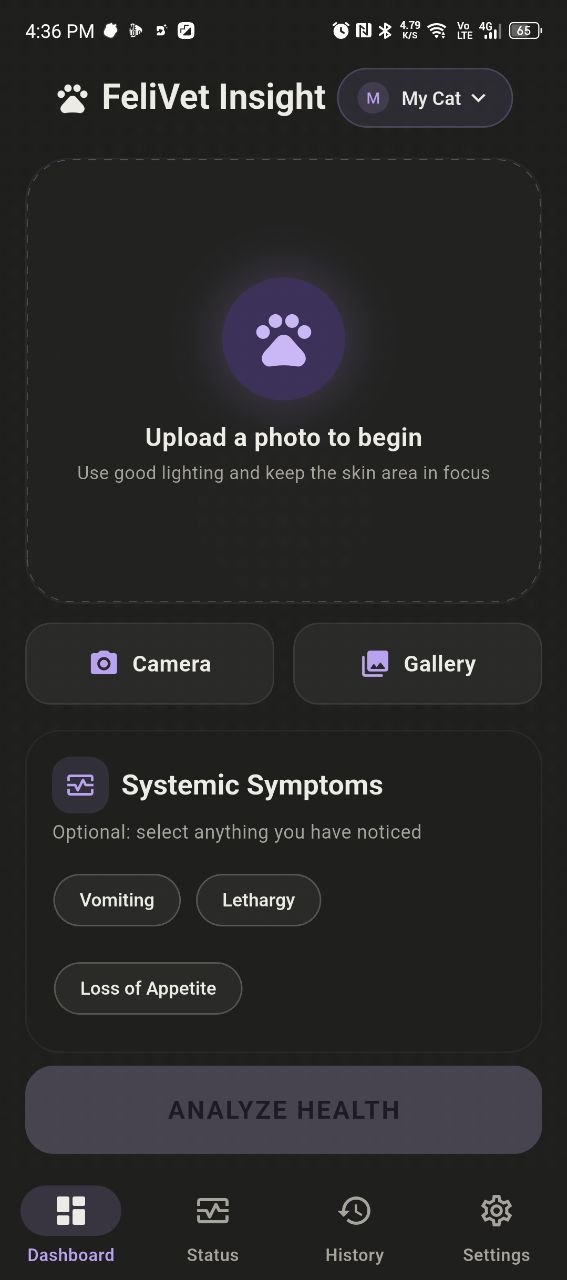 4:36 PM
4.79 K/S
Vo LTE
4G
65
FeliVet Insight
M My Cat
Upload a photo to begin
Use good lighting and keep the skin area in focus
Camera
Gallery
Systemic Symptoms
Optional: select anything you have noticed
Vomiting
Lethargy
Loss of Appetite
ANALYZE HEALTH
Dashboard
Status
History
Settings